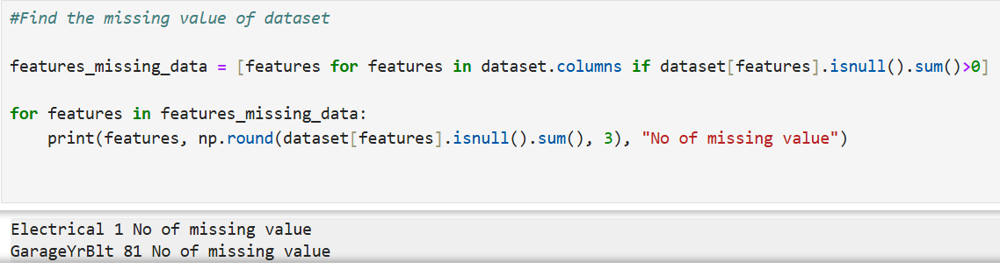 #Find the missing value of dataset
features_missing_data = [features for features in dataset.columns if dataset[features].isnull().sum()>0]
for features in features_missing_data:
    print(features, np.round(dataset[features].isnull().sum(), 3), "No of missing value")
Electrical 1 No of missing value
GarageYrBlt 81 No of missing value